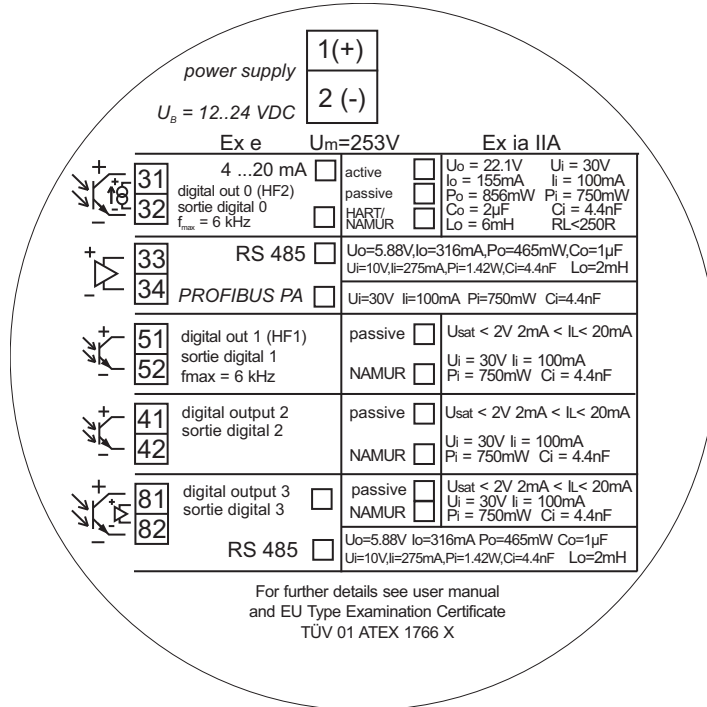 1(+)
power supply
2 (-)
UB = 12..24 VDC
Ex e Um=253V Ex ia IIA
+ 31 4 ...20 mA active Uo = 22.1V Ui = 30V
digital out 0 (HF2) Io = 155mA Ii = 100mA
+ - passive Po = 856mW Pi = 750mW
32 sortie digital 0 HART/ Co = 2µF Ci = 4.4nF
- fmax = 6 kHz NAMUR Lo = 6mH RL<250R
+ 33 RS 485 Uo=5.88V,Io=316mA,Po=465mW,Co=1µF
Ui=10V,Ii=275mA,Pi=1.42W,Ci=4.4nF Lo=2mH
- 34 PROFIBUS PA Ui=30V Ii=100mA Pi=750mW Ci=4.4nF
+ 51 digital out 1 (HF1) passive Usat < 2V 2mA < IL< 20mA
sortie digital 1 Ui = 30V Ii = 100mA
- 52 fmax = 6 kHz NAMUR Pi = 750mW Ci = 4.4nF
+ 41 digital output 2 passive Usat < 2V 2mA < IL< 20mA
sortie digital 2 Ui = 30V Ii = 100mA
- 42 NAMUR Pi = 750mW Ci = 4.4nF
+ 81 digital output 3 passive Usat < 2V 2mA < IL< 20mA
+ - sortie digital 3 Ui = 30V Ii = 100mA
NAMUR Pi = 750mW Ci = 4.4nF
- 82 RS 485 Uo=5.88V Io=316mA Po=465mW Co=1µF
Ui=10V,Ii=275mA,Pi=1.42W,Ci=4.4nF Lo=2mH
For further details see user manual
and EU Type Examination Certificate
TÜV 01 ATEX 1766 X